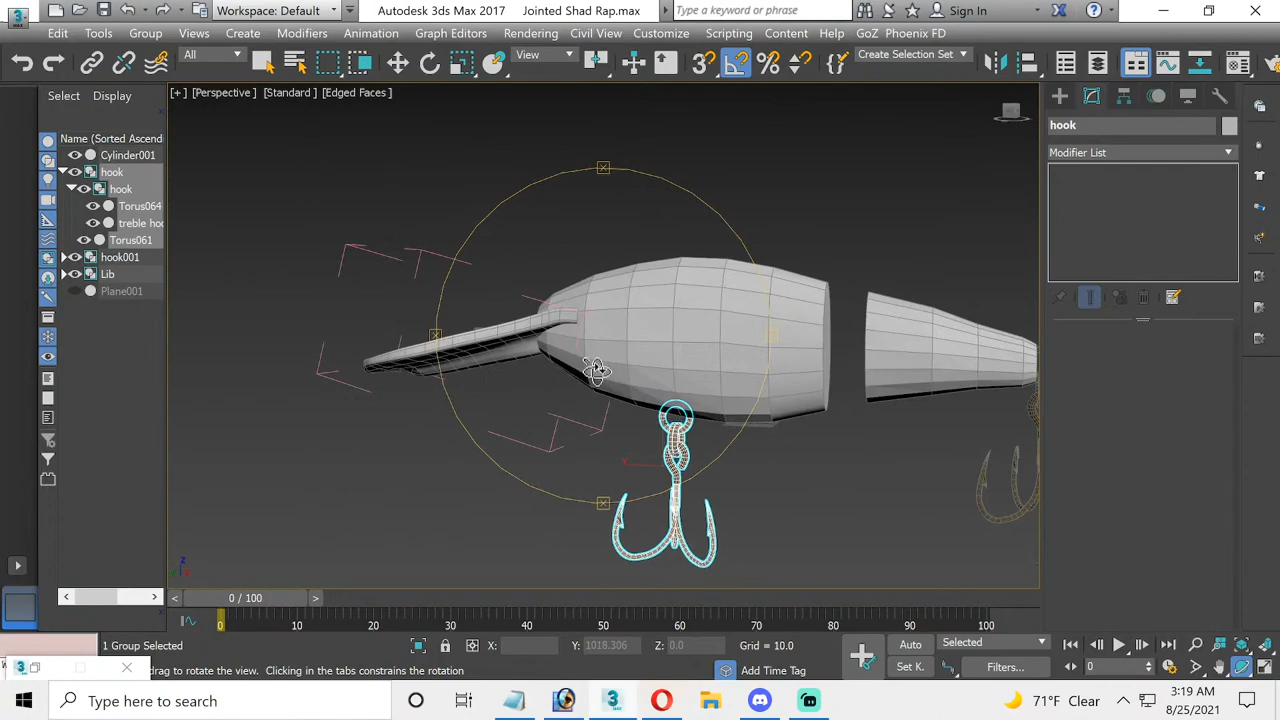 Workspace: Default
Autodesk 3ds Max 2017    Jointed Shad Rap.max
Type a keyword or phrase
Sign In
Edit Tools Group Views Create Modifiers Animation Graph Editors Rendering Civil View Customize Scripting Content Help GoZ Phoenix FD
All
View
Create Selection Set
Select Display
[+] [Perspective] [Standard] [Edged Faces]
Name (Sorted Ascend
Cylinder001
hook
hook
Torus064
treble hoo
Torus061
hook001
Lib
Plane001
hook
Modifier List
Y
z
0 / 100
0 10 20 30 40 50 60 70 80 90 100
1 Group Selected
X:
Y: 1018.306
Z: 0.0
Grid = 10.0
Auto
Selected
drag to rotate the view. Clicking in the tabs constrains the rotation
Add Time Tag
Set K.
Filters...
0
Type here to search
71°F Clear
3:19 AM
8/25/2021